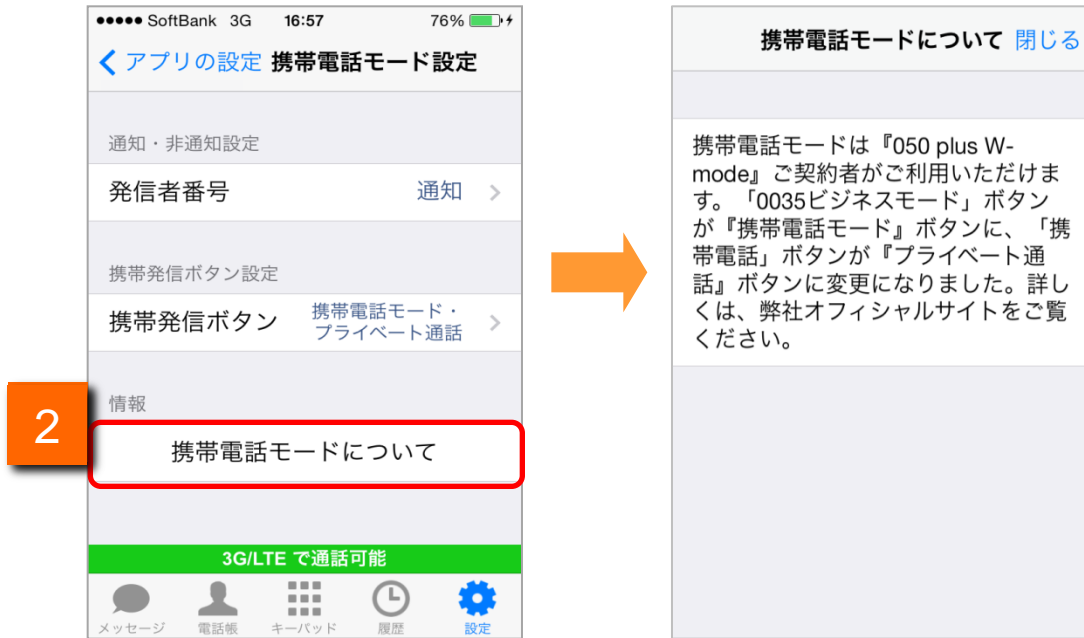 ●●●●● SoftBank 3G 16:57 76%
アプリの設定 携帯電話モード設定
通知・非通知設定
発信者番号 通知
携帯発信ボタン設定
携帯発信ボタン 携帯電話モード・
プライベート通話
情報
2
携帯電話モードについて
3G/LTE で通話可能
メッセージ 電話帳 キーパッド 履歴 設定
携帯電話モードについて 閉じる
携帯電話モードは『050 plus W-
mode』ご契約者がご利用いただけま
す。「0035ビジネスモード」ボタン
が『携帯電話モード』ボタンに、「携
帯電話」ボタンが『プライベート通
話』ボタンに変更になりました。詳し
くは、弊社オフィシャルサイトをご覧
ください。